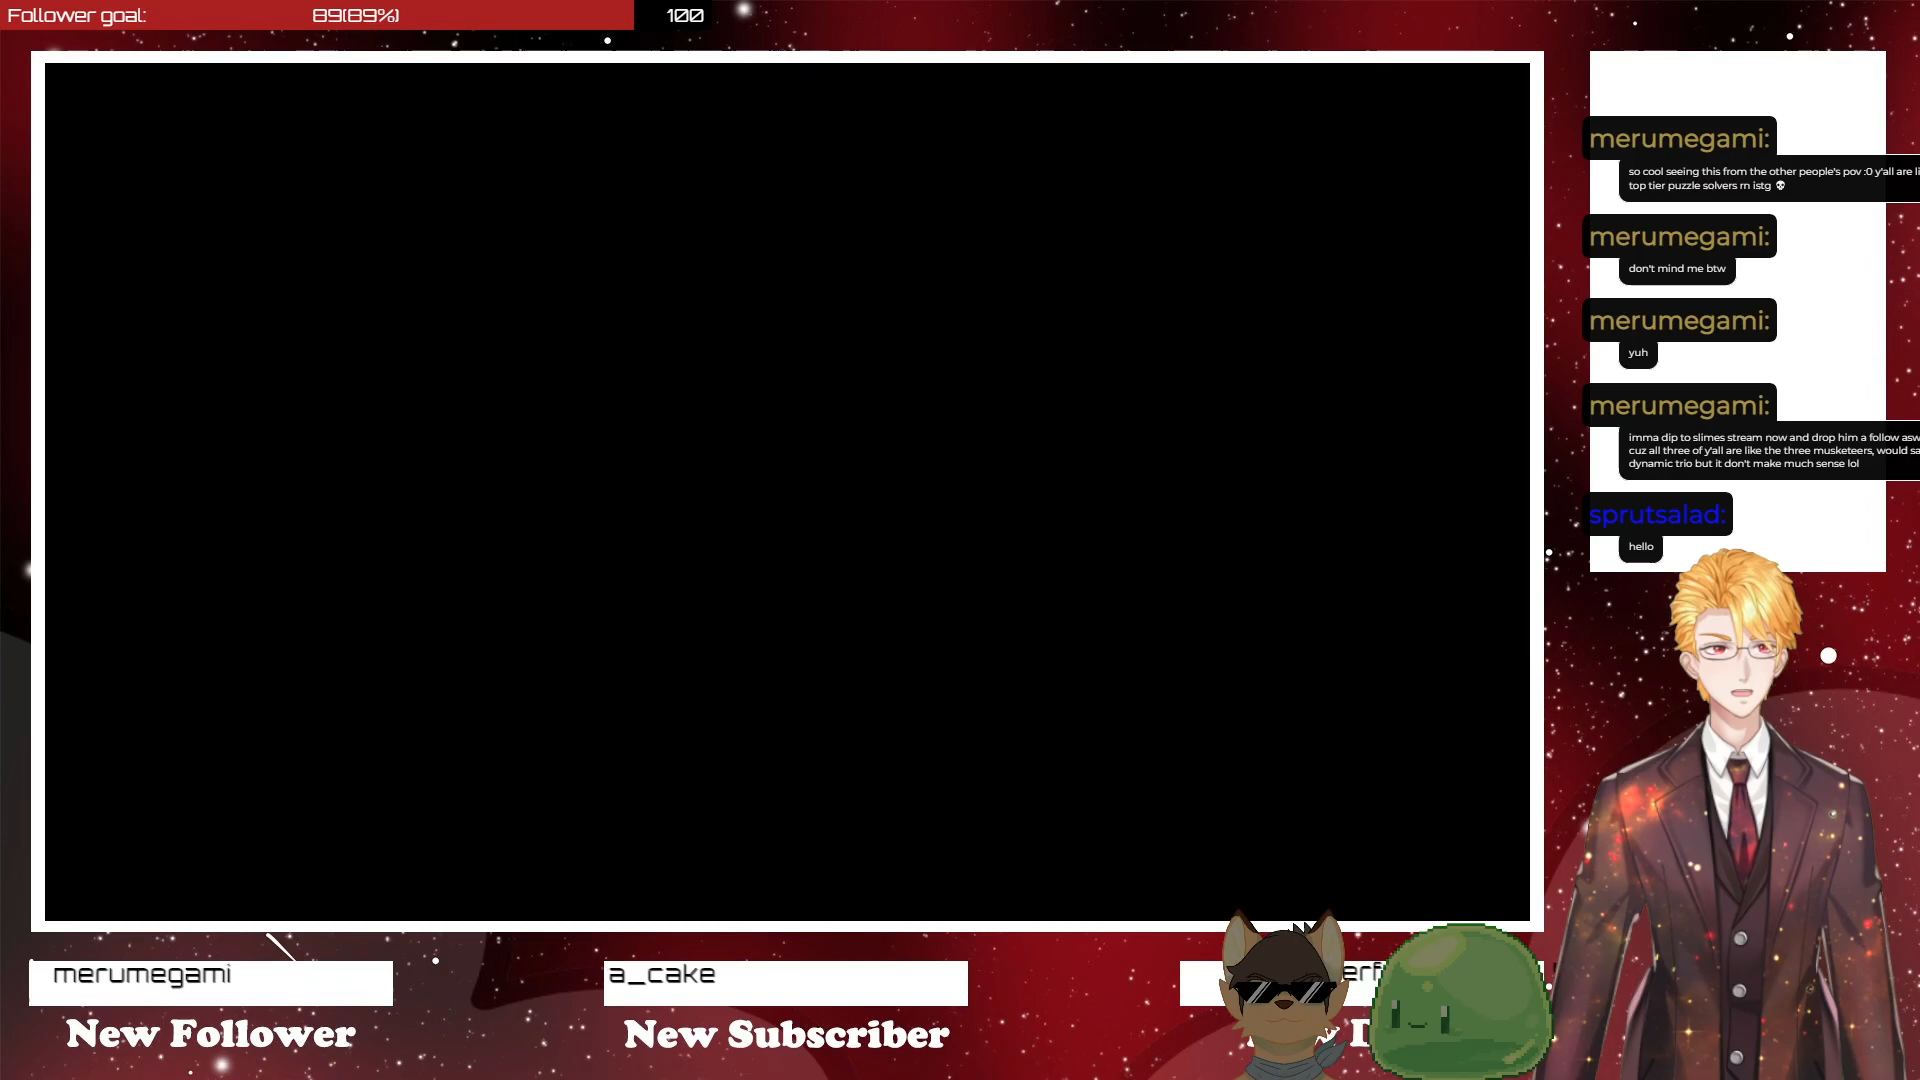 Follower goal: 89(89%) 100
merumegami:
so cool seeing this from the other people's pov :0 y'all are li
top tier puzzle solvers rn istg 💀
merumegami:
don't mind me btw
merumegami:
yuh
merumegami:
imma dip to slimes stream now and drop him a follow asw
cuz all three of y'all are like the three musketeers, would sa
dynamic trio but it don't make much sense lol
sprutsalad:
hello
merumegami
New Follower
a_cake
New Subscriber